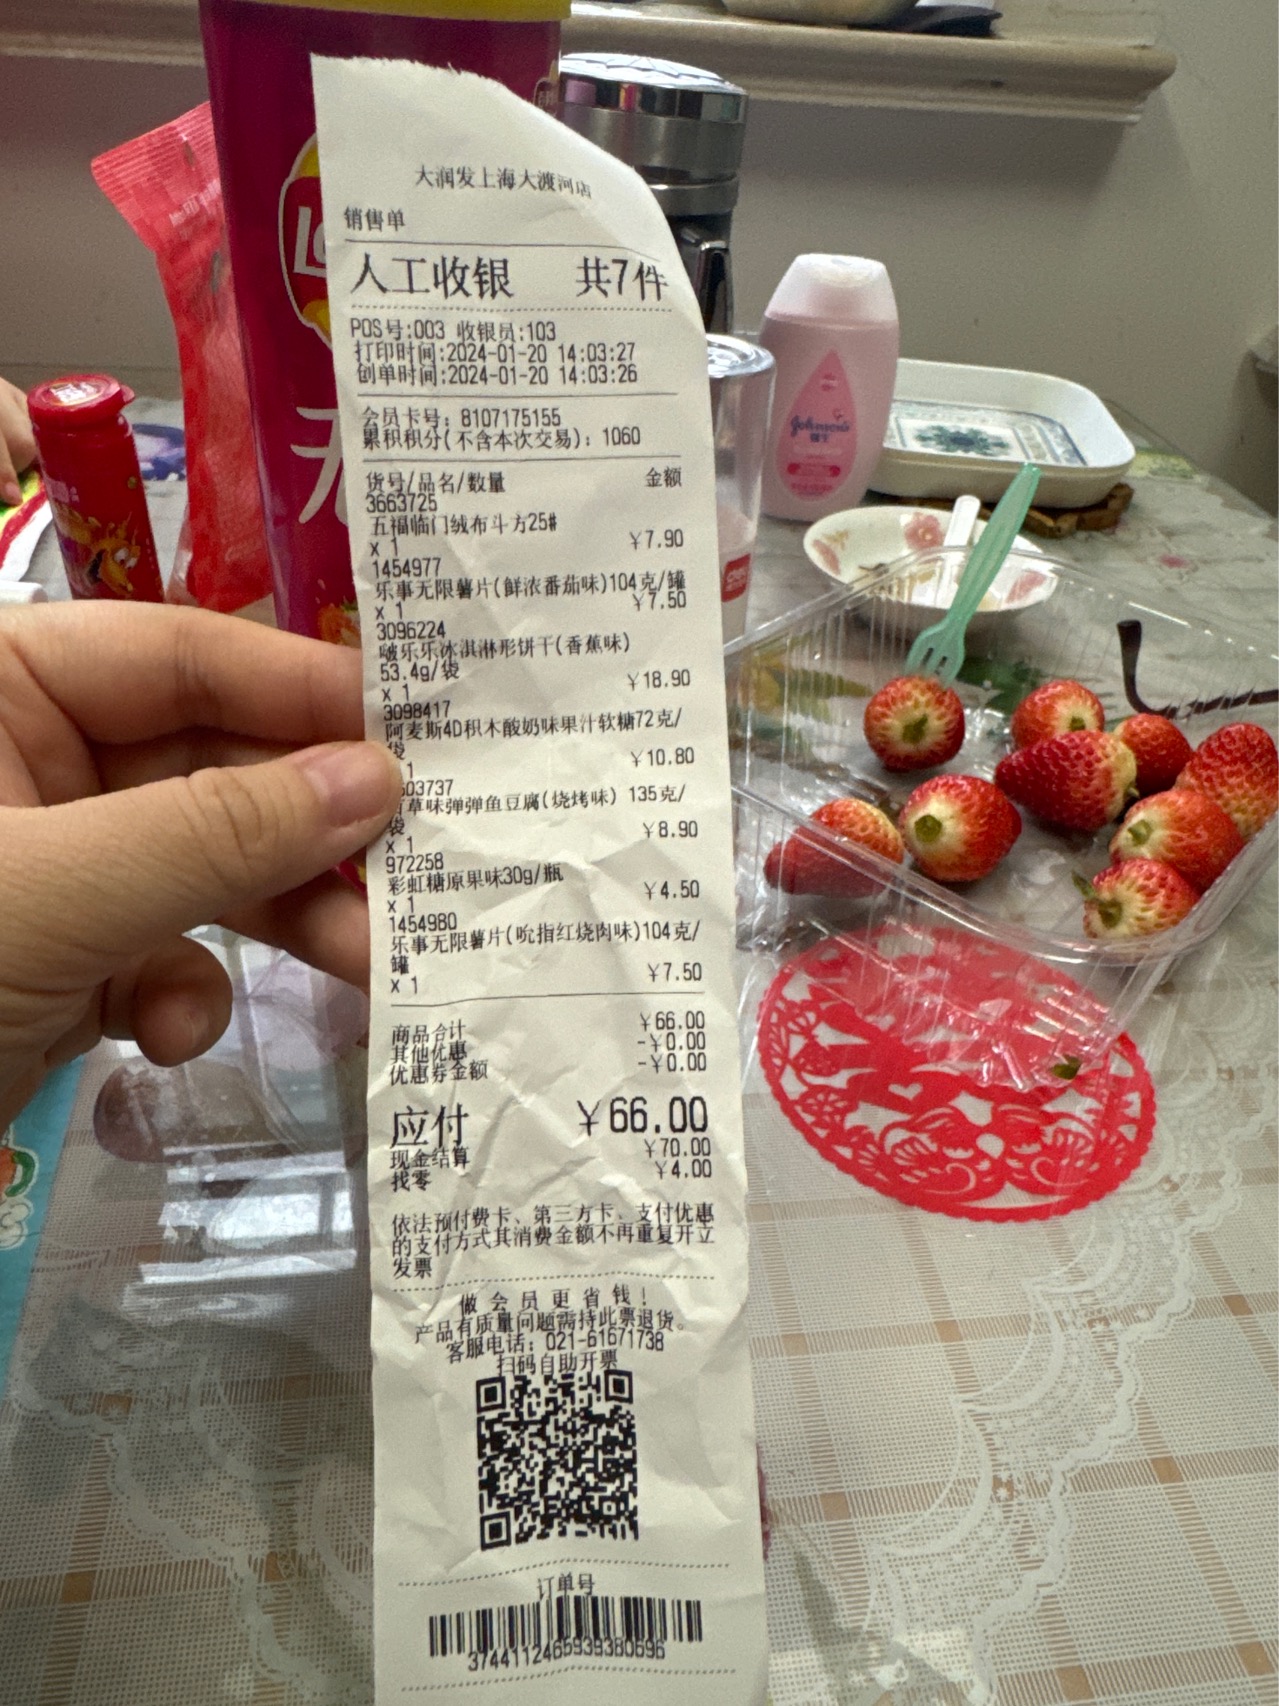 大润发上海大渡河店
销售单
人工收银 共7件
POS号:003 收银员:103
打印时间:2024-01-20 14:03:27
创单时间:2024-01-20 14:03:26
会员卡号: 8107175155
累积积分(不含本次交易): 1060
货号/品名/数量 金额
3663725
五福临门绒布斗方25#
x 1 ¥7.90
1454977
乐事无限薯片(鲜浓番茄味)104克/罐
x 1 ¥7.50
3096224
啵乐乐冰淇淋形饼干(香蕉味)
53.4g/袋
x 1 ¥18.90
3098417
阿麦斯4D积木酸奶味果汁软糖72克/
袋
1 ¥10.80
603737
草味弹弹鱼豆腐(烧烤味) 135克/
袋
x 1 ¥8.90
972258
彩虹糖原果味30g/瓶
x 1 ¥4.50
1454980
乐事无限薯片(吮指红烧肉味)104克/
罐
x 1 ¥7.50
商品合计 ¥66.00
其他优惠 -¥0.00
优惠券金额 -¥0.00
应付 ¥66.00
现金结算 ¥70.00
找零 ¥4.00
依法预付费卡、第三方卡、支付优惠
的支付方式其消费金额不再重复开立
发票
做会员更省钱!
产品有质量问题需持此票退货。
客服电话: 021-61671738
扫码自助开票
订单号
3744112465939380696
Johnson's